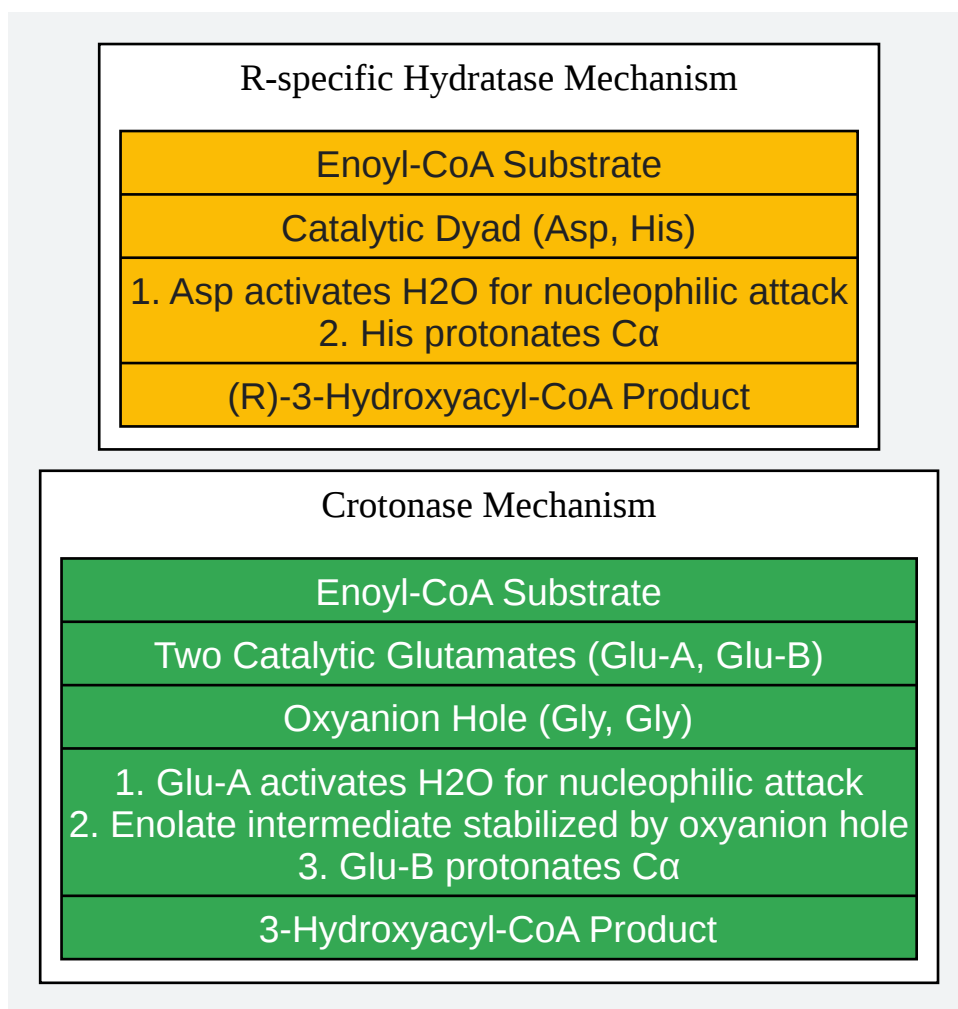 R-specific Hydratase Mechanism
Enoyl-CoA Substrate
Catalytic Dyad (Asp, His)
1. Asp activates H2O for nucleophilic attack
2. His protonates Cα
(R)-3-Hydroxyacyl-CoA Product
Crotonase Mechanism
Enoyl-CoA Substrate
Two Catalytic Glutamates (Glu-A, Glu-B)
Oxyanion Hole (Gly, Gly)
1. Glu-A activates H2O for nucleophilic attack
2. Enolate intermediate stabilized by oxyanion hole
3. Glu-B protonates Cα
3-Hydroxyacyl-CoA Product